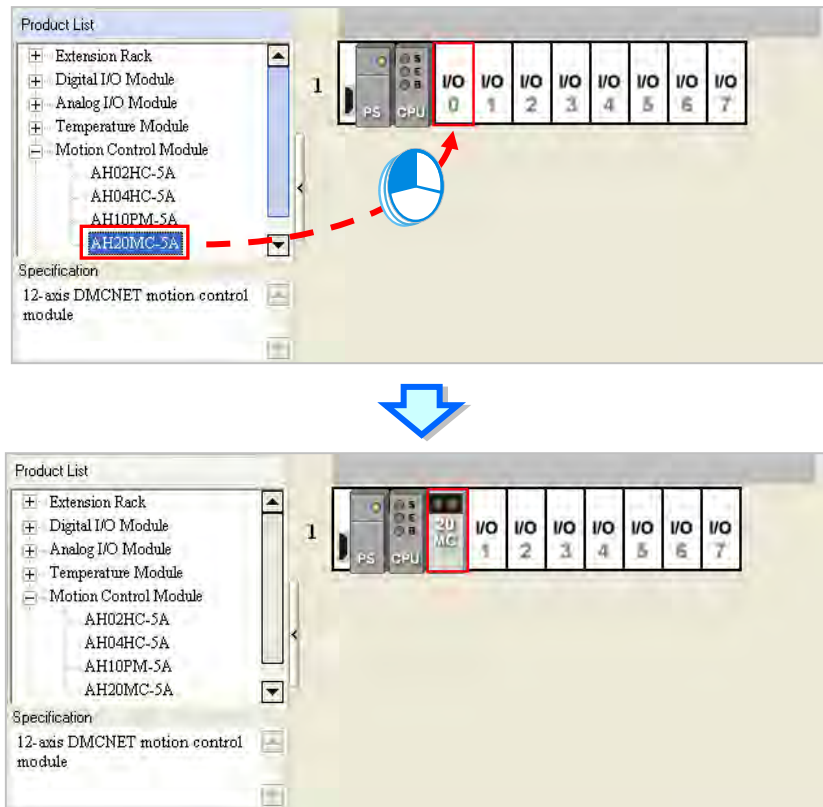 Product List
Extension Rack
Digital I/O Module
Analog I/O Module
Temperature Module
Motion Control Module
AH02HC-5A
AH04HC-5A
AH10PM-5A
AH20MC-5A
Specification
12-axis DMCNET motion control
module
1
PS
CPU
S
E
B
I/O I/O I/O I/O I/O I/O I/O I/O
0 1 2 3 4 5 6 7
Product List
Extension Rack
Digital I/O Module
Analog I/O Module
Temperature Module
Motion Control Module
AH02HC-5A
AH04HC-5A
AH10PM-5A
AH20MC-5A
Specification
12-axis DMCNET motion control
module
1
PS
CPU
S
E
B
20
MC
I/O I/O I/O I/O I/O I/O I/O
1 2 3 4 5 6 7